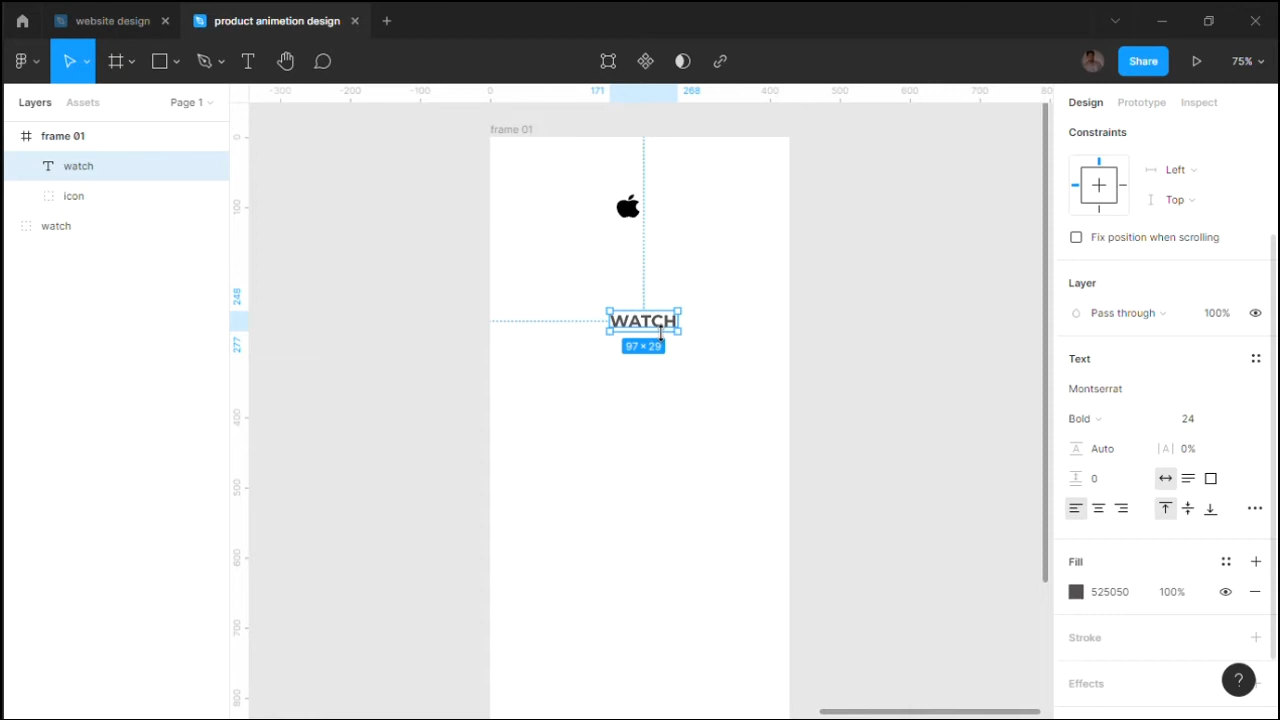 website design
product animetion design
Share
75%
Layers
Assets
Page 1
-300
-200
-100
0
171
268
400
500
600
700
80
Design
Prototype
Inspect
frame 01
watch
icon
watch
frame 01
0
100
248
277
400
500
600
700
800
WATCH
97 × 29
Constraints
Left
Top
Fix position when scrolling
Layer
Pass through
100%
Text
Montserrat
Bold
24
Auto
0%
0
Fill
525050
100%
Stroke
Effects
?